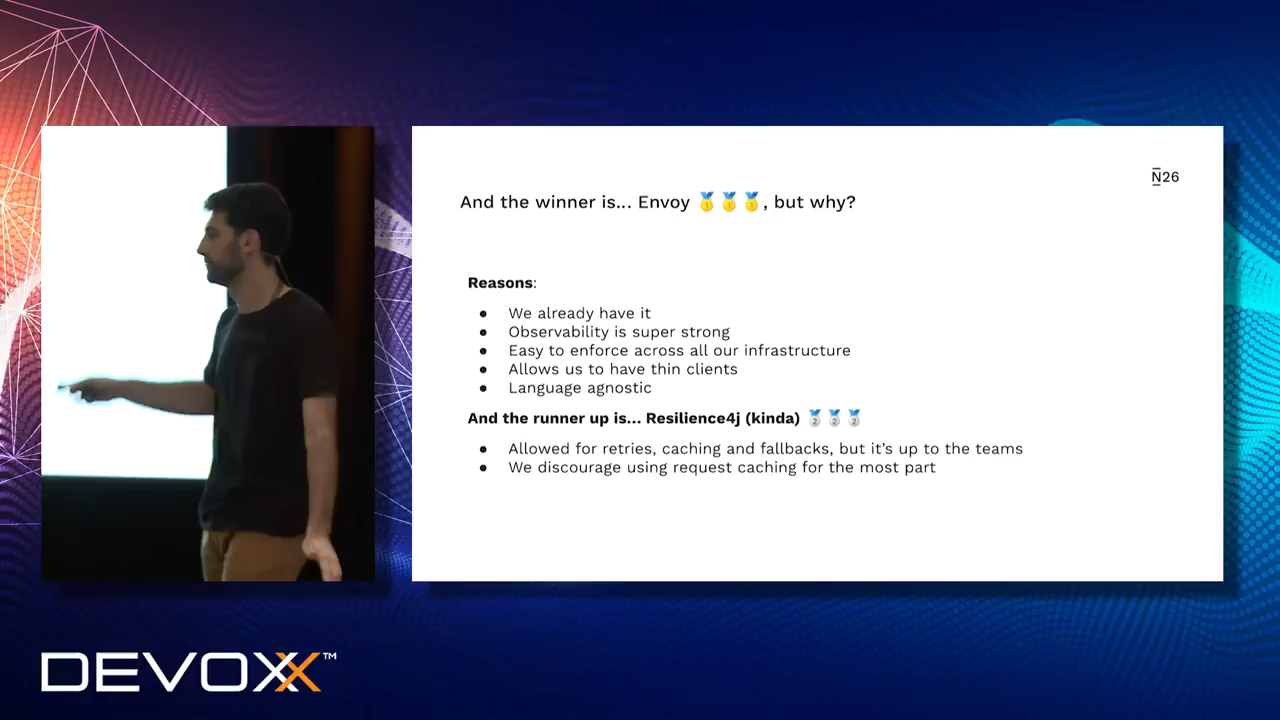 N26
And the winner is... Envoy 🥇🥇🥇, but why?
Reasons:
● We already have it
● Observability is super strong
● Easy to enforce across all our infrastructure
● Allows us to have thin clients
● Language agnostic
And the runner up is... Resilience4j (kinda) 🥈🥈🥈
● Allowed for retries, caching and fallbacks, but it’s up to the teams
● We discourage using request caching for the most part
DEVOXX™